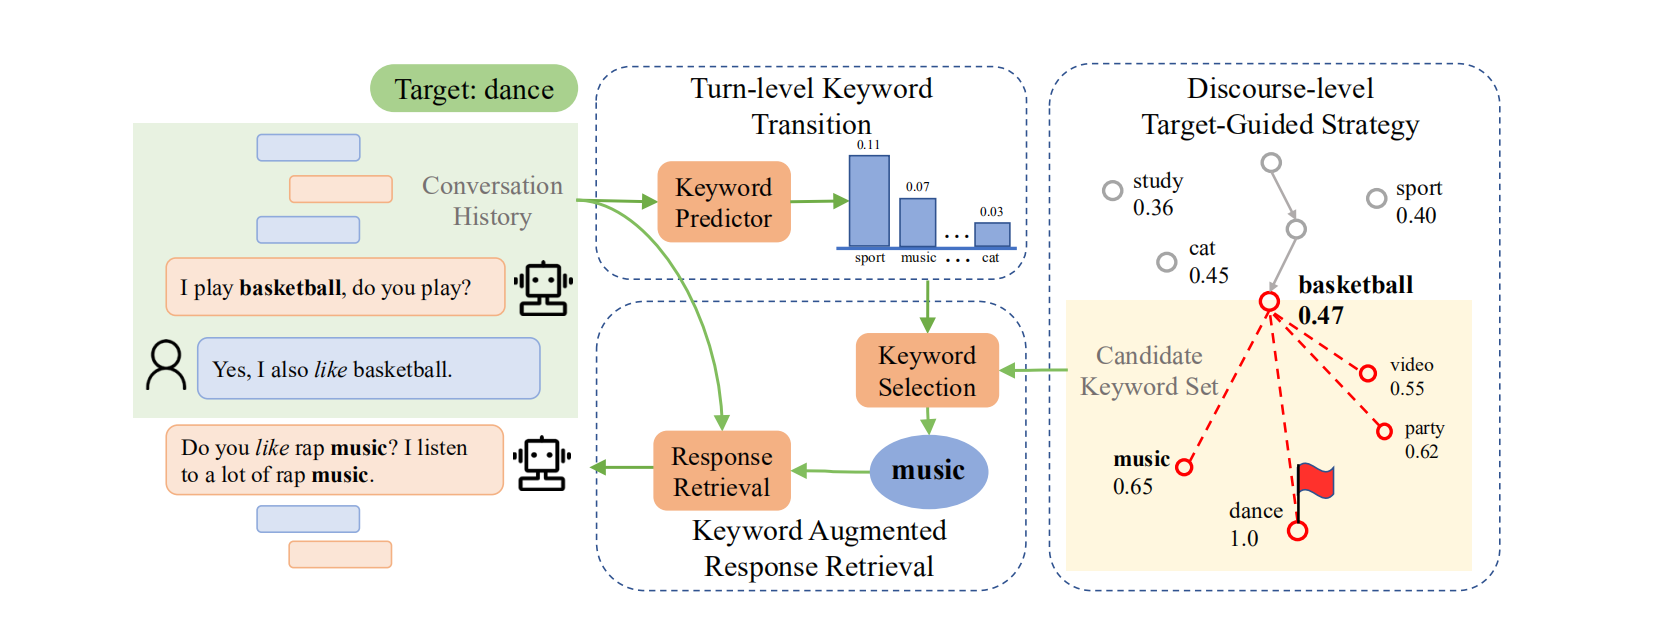 Target: dance
Conversation
History
I play basketball, do you play?
Yes, I also like basketball.
Do you like rap music? I listen
to a lot of rap music.
Turn-level Keyword
Transition
Keyword
Predictor
0.11
0.07
0.03
...
sport music ... cat
Keyword
Selection
music
Response
Retrieval
Keyword Augmented
Response Retrieval
Discourse-level
Target-Guided Strategy
study
0.36
sport
0.40
cat
0.45
basketball
0.47
Candidate
Keyword Set
video
0.55
party
0.62
music
0.65
dance
1.0